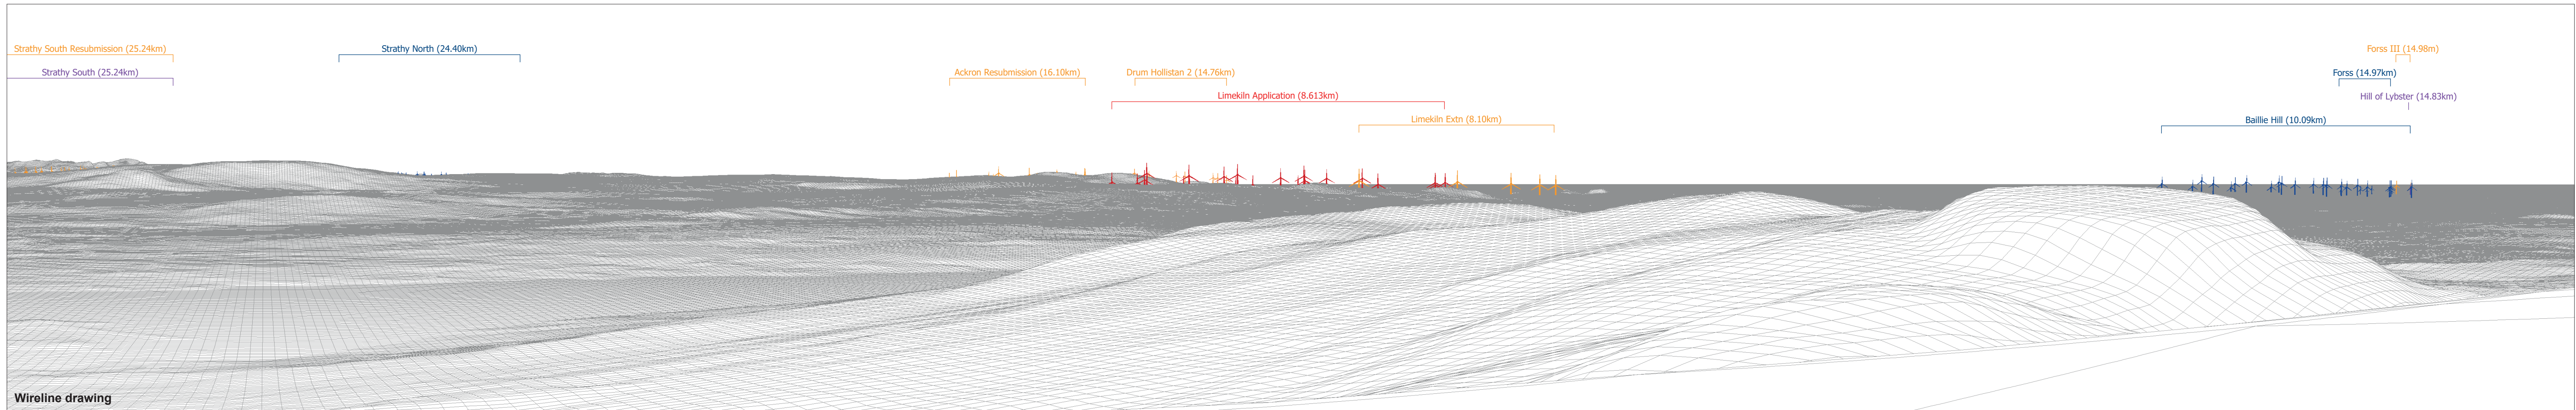 Strathy South Resubmission (25.24km)
Strathy North (24.40km)
Forss III (14.98m)
Strathy South (25.24km)
Ackron Resubmission (16.10km)
Drum Hollistan 2 (14.76km)
Forss (14.97km)
Limekiln Application (8.613km)
Hill of Lybster (14.83km)
Limekiln Extn (8.10km)
Baillie Hill (10.09km)
Wireline drawing